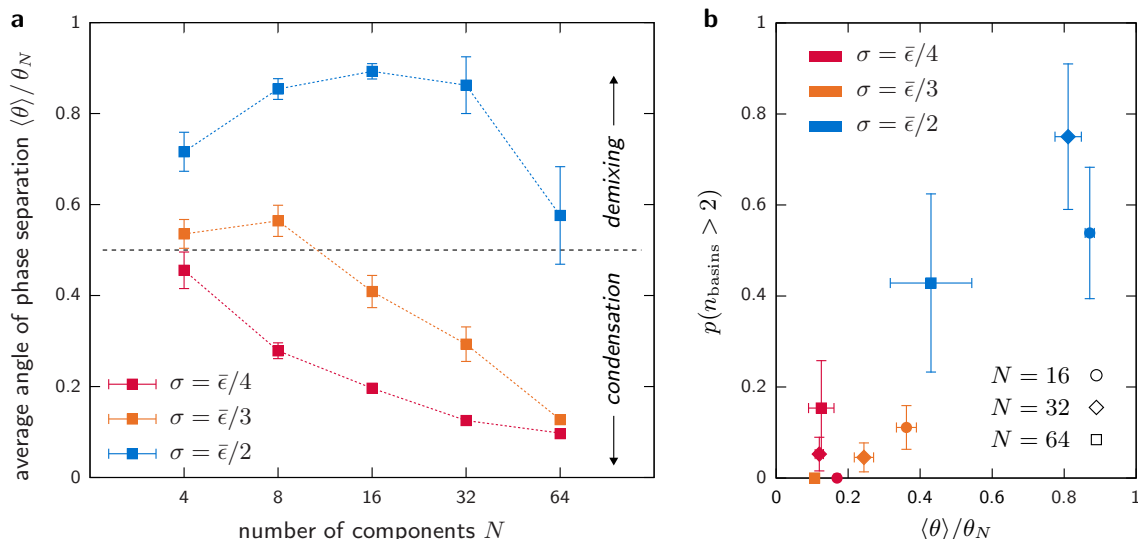 a
average angle of phase separation ⟨θ⟩/θ_N
1
0.8
0.6
0.4
0.2
0
4 8 16 32 64
number of components N
demixing
condensation
σ = ε̄/4
σ = ε̄/3
σ = ε̄/2
b
p(n_basins > 2)
1
0.8
0.6
0.4
0.2
0
0 0.2 0.4 0.6 0.8 1
⟨θ⟩/θ_N
σ = ε̄/4
σ = ε̄/3
σ = ε̄/2
N = 16
N = 32
N = 64